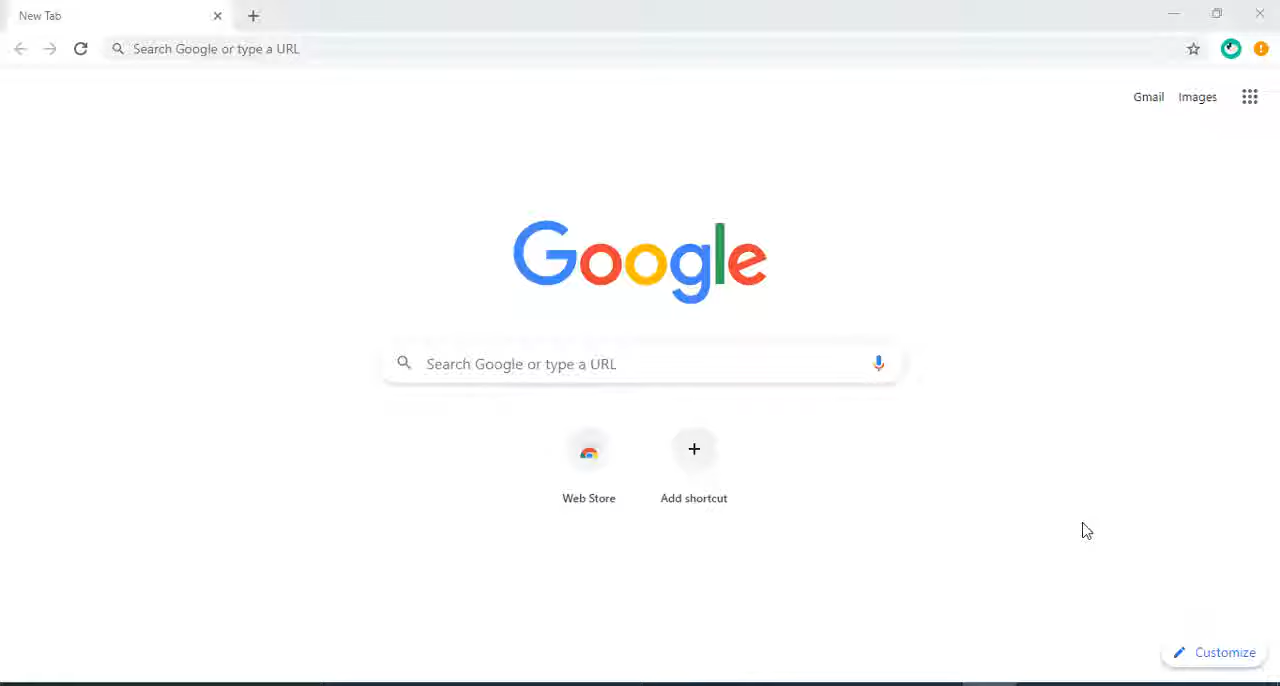 New Tab
Search Google or type a URL
Gmail Images
Google
Search Google or type a URL
Web Store Add shortcut
Customize